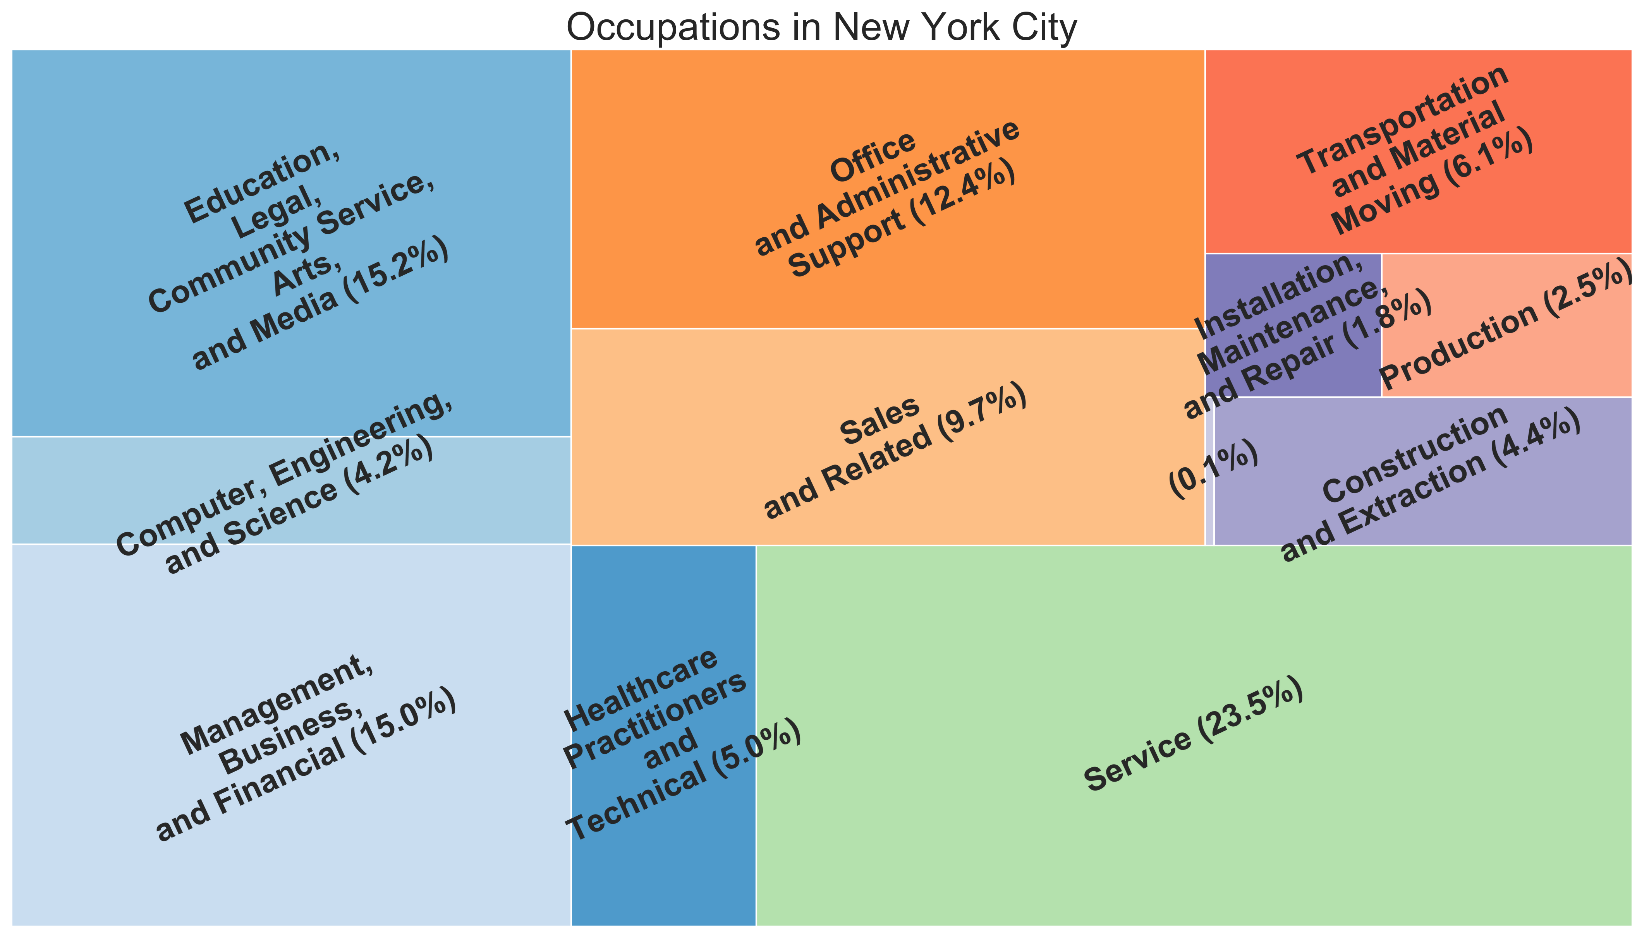 Occupations in New York City
Education,
Legal,
Community Service,
Arts,
and Media (15.2%)
Office
and Administrative
Support (12.4%)
Transportation
and Material
Moving (6.1%)
Installation,
Maintenance,
and Repair (1.8%)
Production (2.5%)
Computer, Engineering,
and Science (4.2%)
Sales
and Related (9.7%)
(0.1%)
Construction
and Extraction (4.4%)
Management,
Business,
and Financial (15.0%)
Healthcare
Practitioners
and
Technical (5.0%)
Service (23.5%)